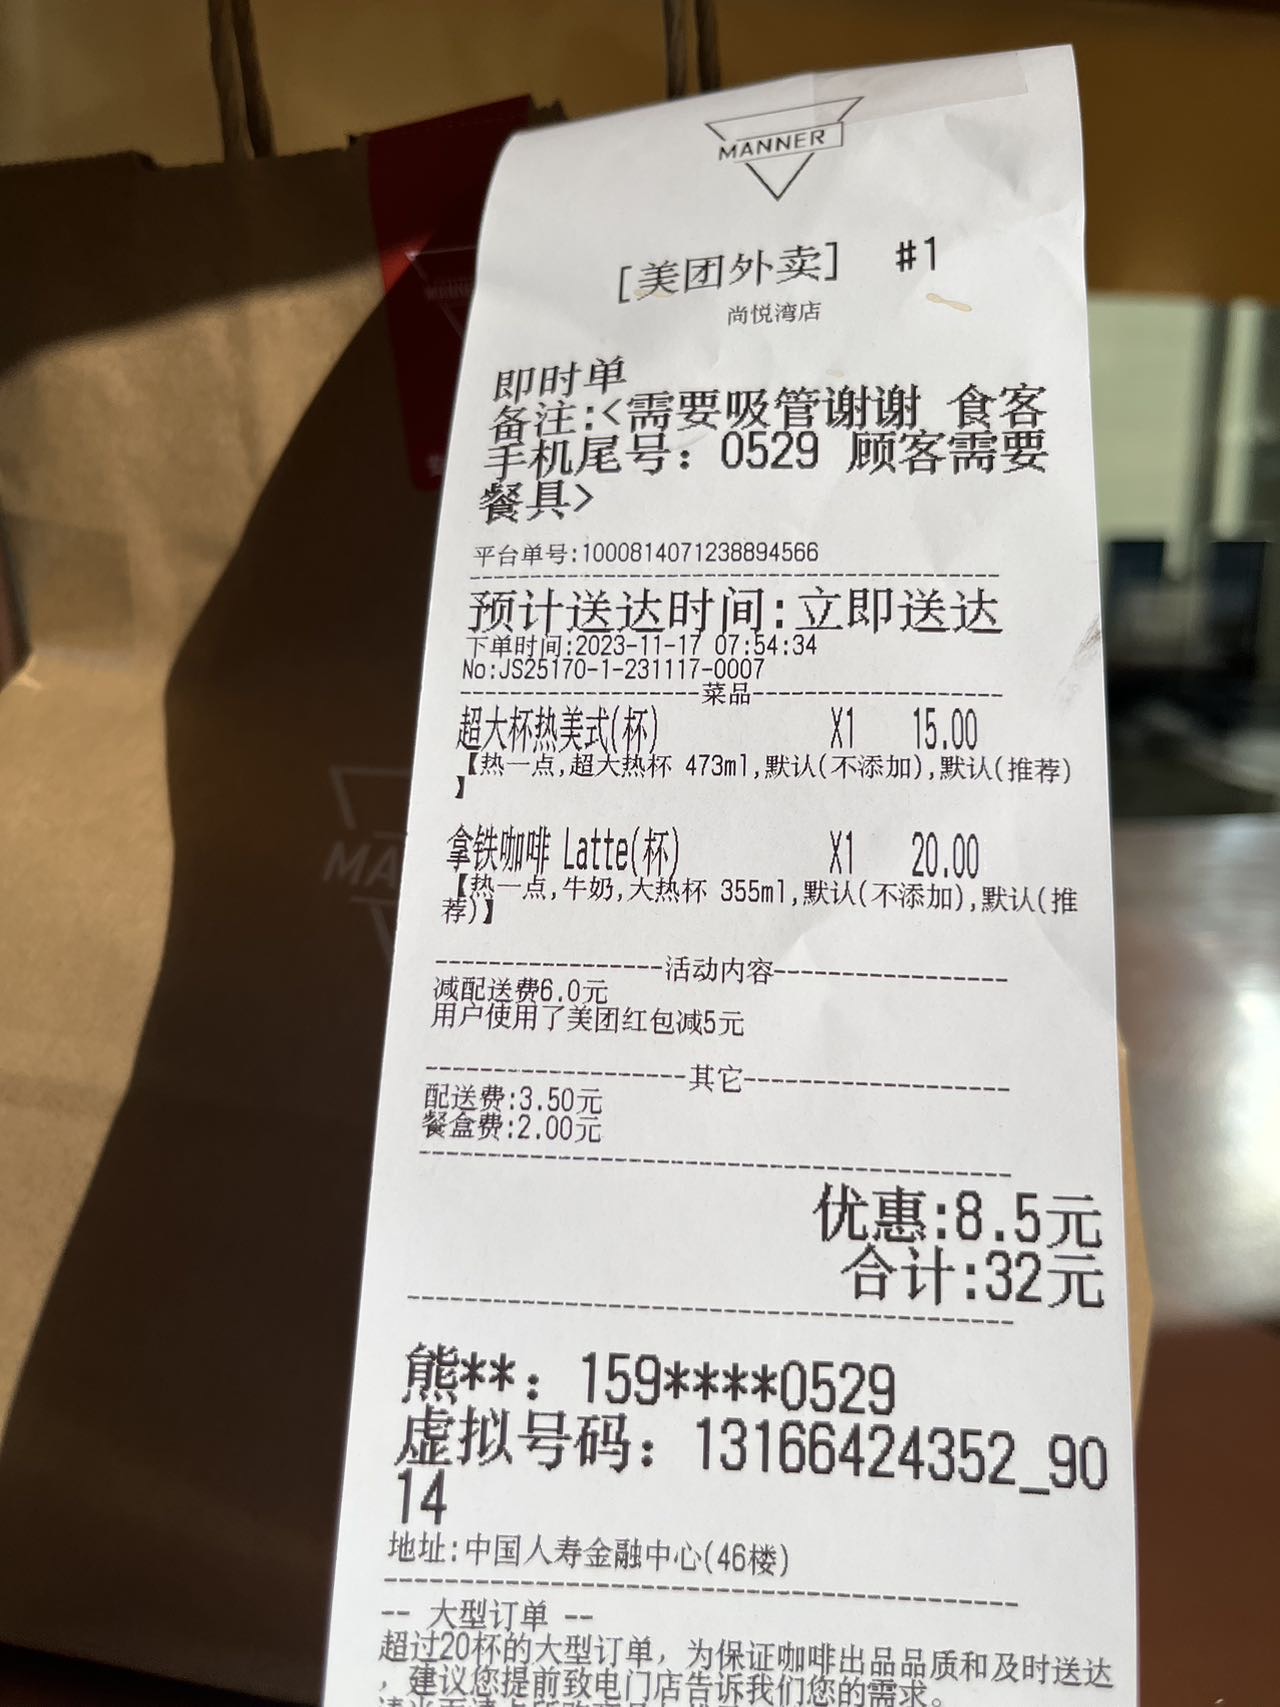 MANNER
[美团外卖] #1
尚悦湾店
即时单
备注:<需要吸管谢谢 食客
手机尾号：0529 顾客需要
餐具>
平台单号:1000814071238894566
预计送达时间:立即送达
下单时间:2023-11-17 07:54:34
No:JS25170-1-231117-0007
菜品
超大杯热美式(杯) X1 15.00
【热一点,超大热杯 473ml,默认(不添加),默认(推荐)
】
拿铁咖啡 Latte(杯) X1 20.00
【热一点,牛奶,大热杯 355ml,默认(不添加),默认(推
荐)】
活动内容
减配送费6.0元
用户使用了美团红包减5元
其它
配送费:3.50元
餐盒费:2.00元
优惠:8.5元
合计:32元
熊**：159****0529
虚拟号码：13166424352_90
14
地址:中国人寿金融中心(46楼)
-- 大型订单 --
超过20杯的大型订单，为保证咖啡出品品质和及时送达
，建议您提前致电门店告诉我们您的需求。